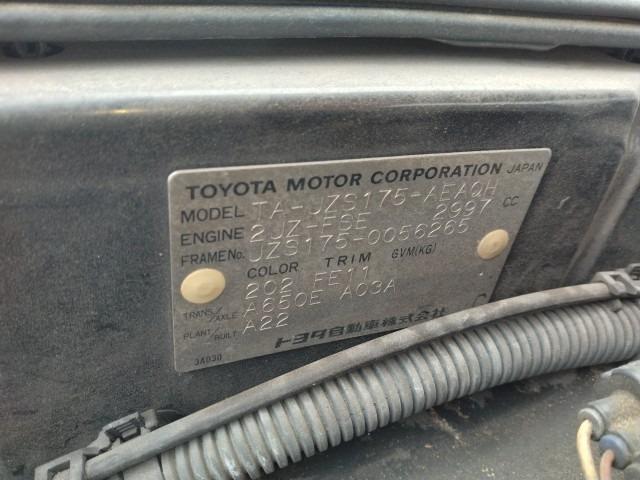 TOYOTA MOTOR CORPORATION JAPAN
MODEL TA-JZS175-AEAQH
ENGINE 2JZ-FSE 2997 CC
FRAME No. JZS175-0056265
COLOR TRIM GVM(KG)
202 FE11
TRANS/AXLE A650E A03A
PLANT/BUILT A22 C
3A030 トヨタ自動車株式会社